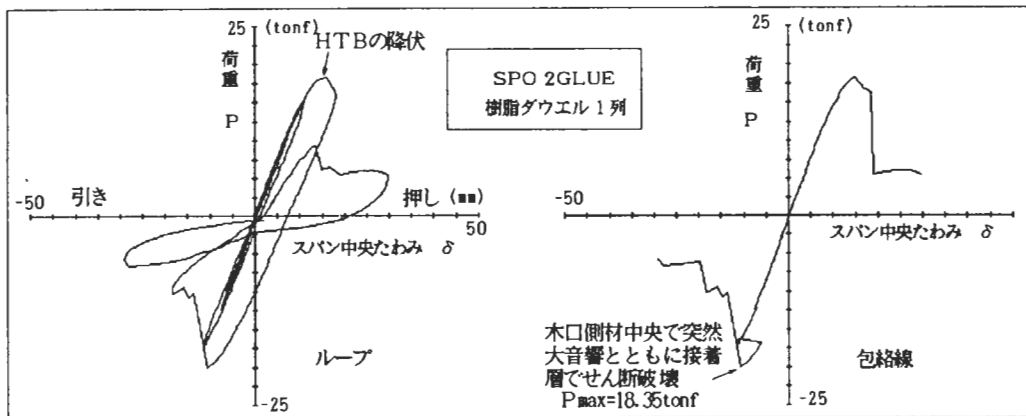 25
(tonf)
HTBの降伏
荷重
P
SPO 2GLUE
樹脂ダウエル1列
-50
引き
押し(mm)
50
スパン中央たわみ δ
ループ
-25
25
(tonf)
荷重
P
-50
スパン中央たわみ δ
木口側材中央で突然
大音響とともに接着
層でせん断破壊
Pmax=18.35tonf
包絡線
-25